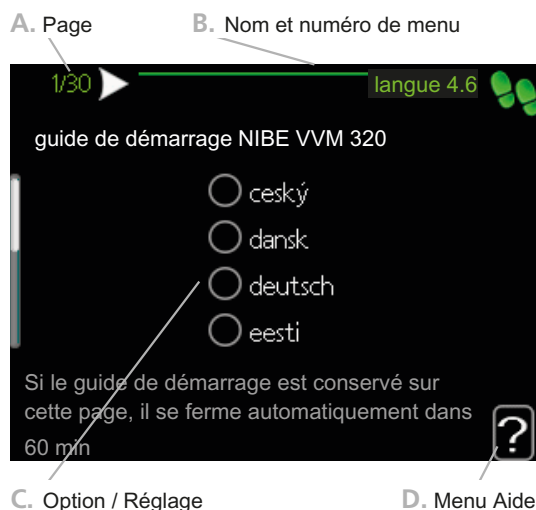 A. Page
B. Nom et numéro de menu
1/30
langue 4.6
guide de démarrage NIBE VVM 320
ceský
dansk
deutsch
eesti
Si le guide de démarrage est conservé sur
cette page, il se ferme automatiquement dans
60 min
?
C. Option / Réglage
D. Menu Aide